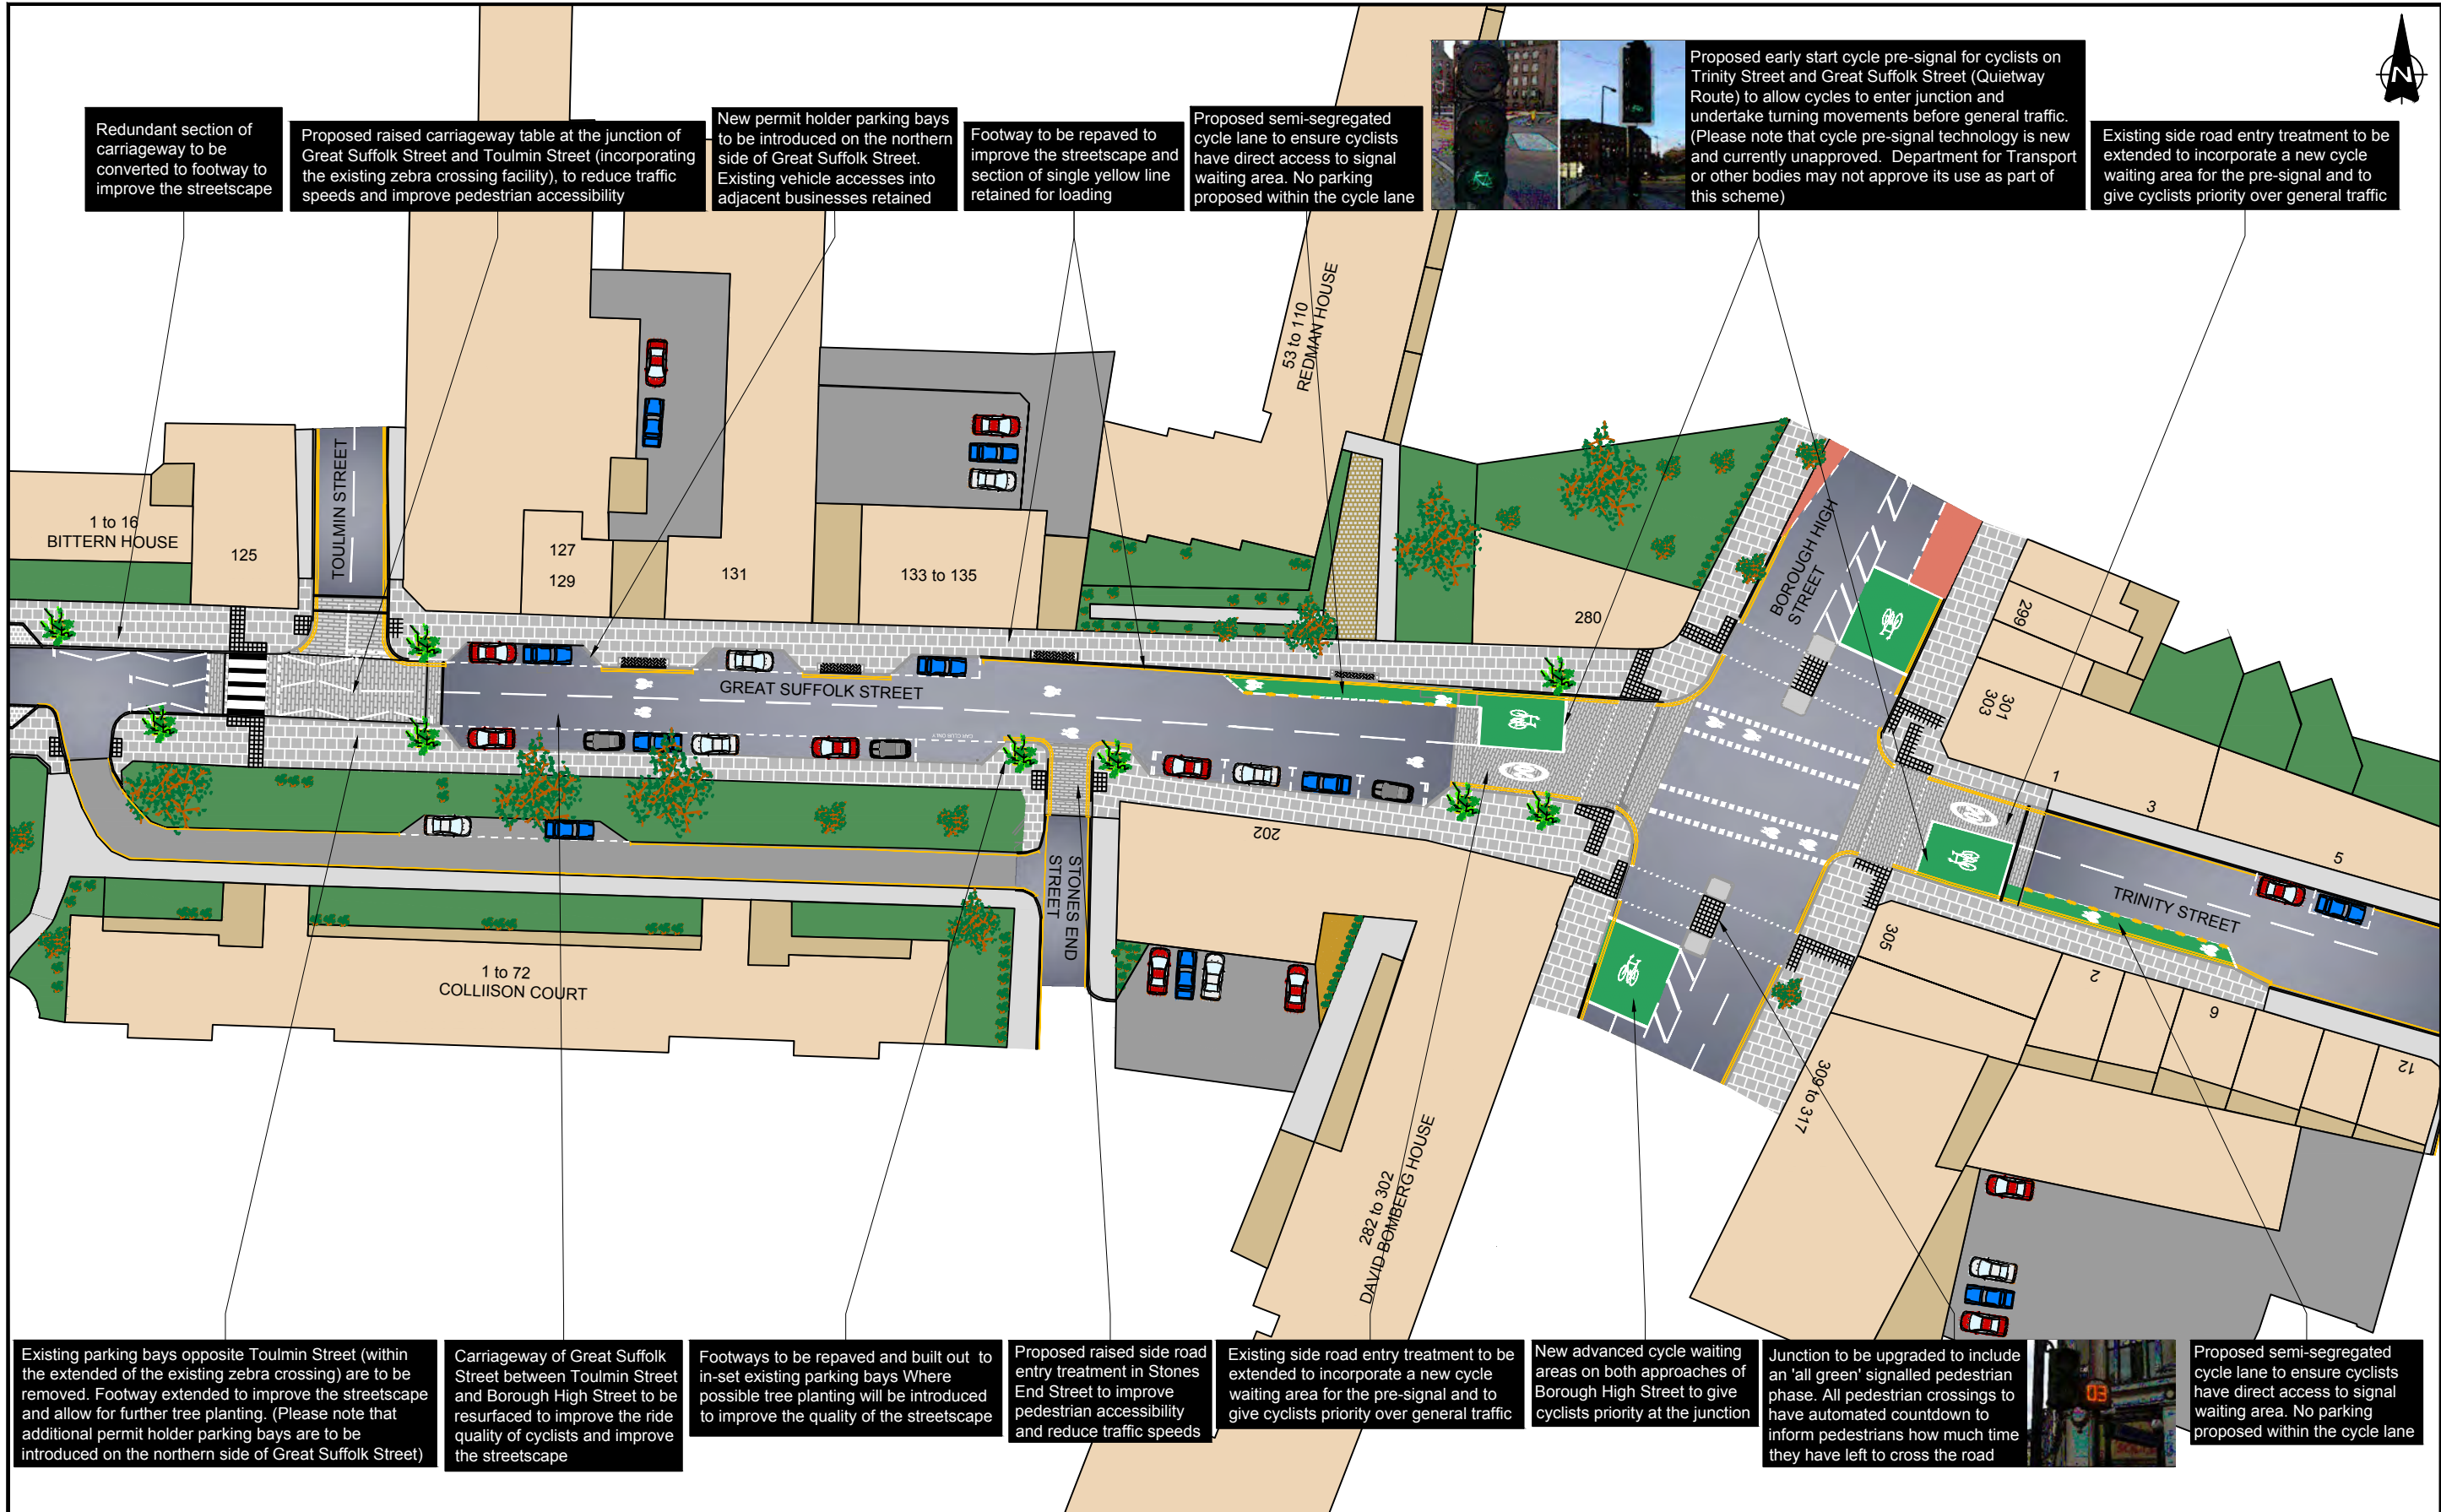 Redundant section of
carriageway to be
converted to footway to
improve the streetscape
Proposed raised carriageway table at the junction of
Great Suffolk Street and Toulmin Street (incorporating
the existing zebra crossing facility), to reduce traffic
speeds and improve pedestrian accessibility
New permit holder parking bays
to be introduced on the northern
side of Great Suffolk Street.
Existing vehicle accesses into
adjacent businesses retained
Footway to be repaved to
improve the streetscape and
section of single yellow line
retained for loading
Proposed semi-segregated
cycle lane to ensure cyclists
have direct access to signal
waiting area. No parking
proposed within the cycle lane
Proposed early start cycle pre-signal for cyclists on
Trinity Street and Great Suffolk Street (Quietway
Route) to allow cycles to enter junction and
undertake turning movements before general traffic.
(Please note that cycle pre-signal technology is new
and currently unapproved. Department for Transport
or other bodies may not approve its use as part of
this scheme)
Existing side road entry treatment to be
extended to incorporate a new cycle
waiting area for the pre-signal and to
give cyclists priority over general traffic
N
53 to 110
REDMAN HOUSE
TOULMIN STREET
1 to 16
BITTERN HOUSE
125
127
129
131
133 to 135
280
BOROUGH HIGH
STREET
299
301
303
GREAT SUFFOLK STREET
CAR CLUB ONLY
1
3
5
202
STONES END
STREET
TRINITY STREET
305
2
6
12
1 to 72
COLLIISON COURT
309 to 317
282 to 302
DAVID BOMBERG HOUSE
Existing parking bays opposite Toulmin Street (within
the extended of the existing zebra crossing) are to be
removed. Footway extended to improve the streetscape
and allow for further tree planting. (Please note that
additional permit holder parking bays are to be
introduced on the northern side of Great Suffolk Street)
Carriageway of Great Suffolk
Street between Toulmin Street
and Borough High Street to be
resurfaced to improve the ride
quality of cyclists and improve
the streetscape
Footways to be repaved and built out to
in-set existing parking bays Where
possible tree planting will be introduced
to improve the quality of the streetscape
Proposed raised side road
entry treatment in Stones
End Street to improve
pedestrian accessibility
and reduce traffic speeds
Existing side road entry treatment to be
extended to incorporate a new cycle
waiting area for the pre-signal and to
give cyclists priority over general traffic
New advanced cycle waiting
areas on both approaches of
Borough High Street to give
cyclists priority at the junction
Junction to be upgraded to include
an 'all green' signalled pedestrian
phase. All pedestrian crossings to
have automated countdown to
inform pedestrians how much time
they have left to cross the road
03
Proposed semi-segregated
cycle lane to ensure cyclists
have direct access to signal
waiting area. No parking
proposed within the cycle lane